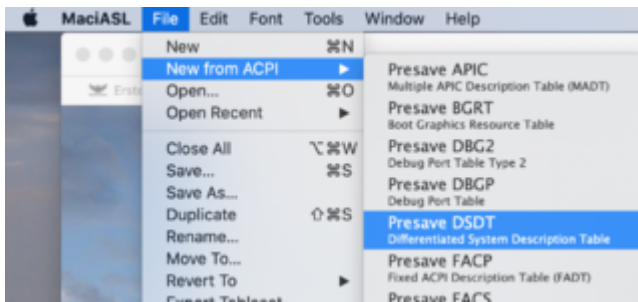 MaciASL File Edit Font Tools Window Help
New ⌘N
New from ACPI ▶
Open... ⌘O
Open Recent ▶
Close All ⌥⌘W
Save... ⌘S
Save As...
Duplicate ⇧⌘S
Rename...
Move To...
Revert To ▶
Export Tableset
Erste
Presave APIC
Multiple APIC Description Table (MADT)
Presave BGRT
Boot Graphics Resource Table
Presave DBG2
Debug Port Table Type 2
Presave DBGP
Debug Port Table
Presave DSDT
Differentiated System Description Table
Presave FACP
Fixed ACPI Description Table (FADT)
Presave FACS